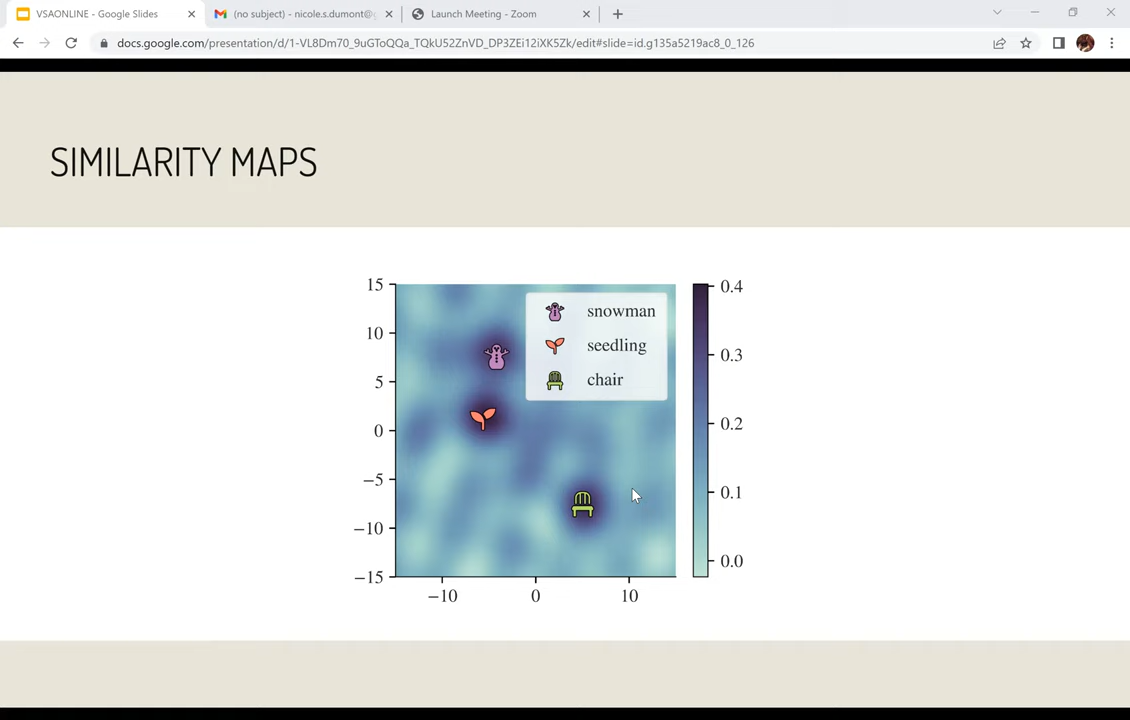 VSAONLINE - Google Slides
(no subject) - nicole.s.dumont@g
Launch Meeting - Zoom
docs.google.com/presentation/d/1-VL8Dm70_9uGToQQa_TQkU52ZnVD_DP3ZEi12iXK5Zk/edit#slide=id.g135a5219ac8_0_126
SIMILARITY MAPS
snowman
seedling
chair
15
10
5
0
−5
−10
−15
−10 0 10
0.4
0.3
0.2
0.1
0.0